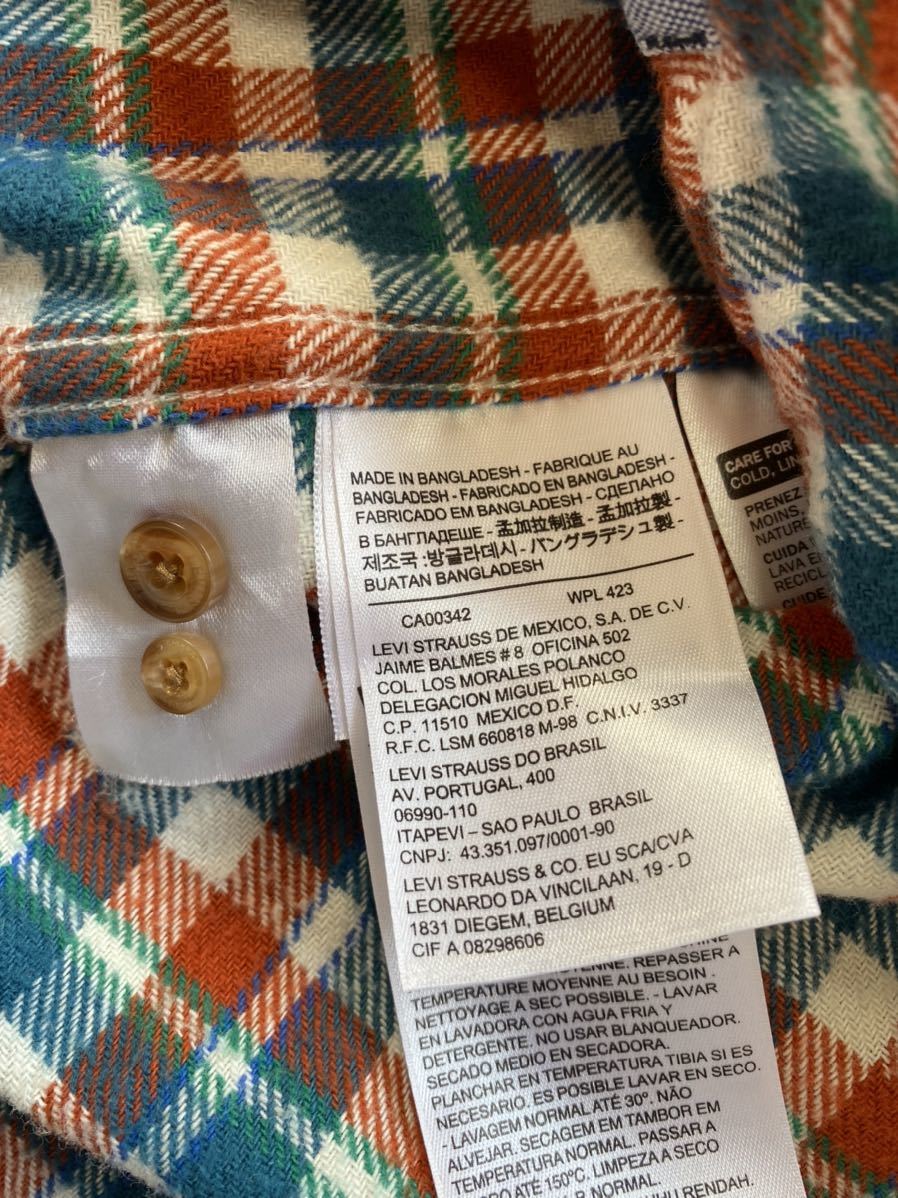 MADE IN BANGLADESH - FABRIQUE AU
BANGLADESH - FABRICADO EN BANGLADESH -
FABRICADO EM BANGLADESH - СДЕЛАНО
В БАНГЛАДЕШЕ - 孟加拉制造 - 孟加拉製 -
제조국 :방글라데시 - バングラデシュ製 -
BUATAN BANGLADESH
CA00342 WPL 423
LEVI STRAUSS DE MEXICO, S.A. DE C.V.
JAIME BALMES # 8 OFICINA 502
COL. LOS MORALES POLANCO
DELEGACION MIGUEL HIDALGO
C.P. 11510 MEXICO D.F.
R.F.C. LSM 660818 M-98 C.N.I.V. 3337
LEVI STRAUSS DO BRASIL
AV. PORTUGAL, 400
06990-110
ITAPEVI – SAO PAULO BRASIL
CNPJ: 43.351.097/0001-90
LEVI STRAUSS & CO. EU SCA/CVA
LEONARDO DA VINCILAAN, 19 - D
1831 DIEGEM, BELGIUM
CIF A 08298606
REPASSER A
TEMPERATURE MOYENNE AU BESOIN .
NETTOYAGE A SEC POSSIBLE. - LAVAR
EN LAVADORA CON AGUA FRIA Y
DETERGENTE. NO USAR BLANQUEADOR.
SECADO MEDIO EN SECADORA.
PLANCHAR EN TEMPERATURA TIBIA SI ES
NECESARIO. ES POSIBLE LAVAR EN SECO.
- LAVAGEM NORMAL ATÉ 30º. NÃO
ALVEJAR. SECAGEM EM TAMBOR EM
TEMPERATURA NORMAL. PASSAR A
ATÉ 150ºC. LIMPEZA A SECO
NORMAL.
RENDAH.
CARE FOR
COLD, LIN
PRENEZ
MOINS,
NATURE
CUIDA
LAVA EN
RECICL